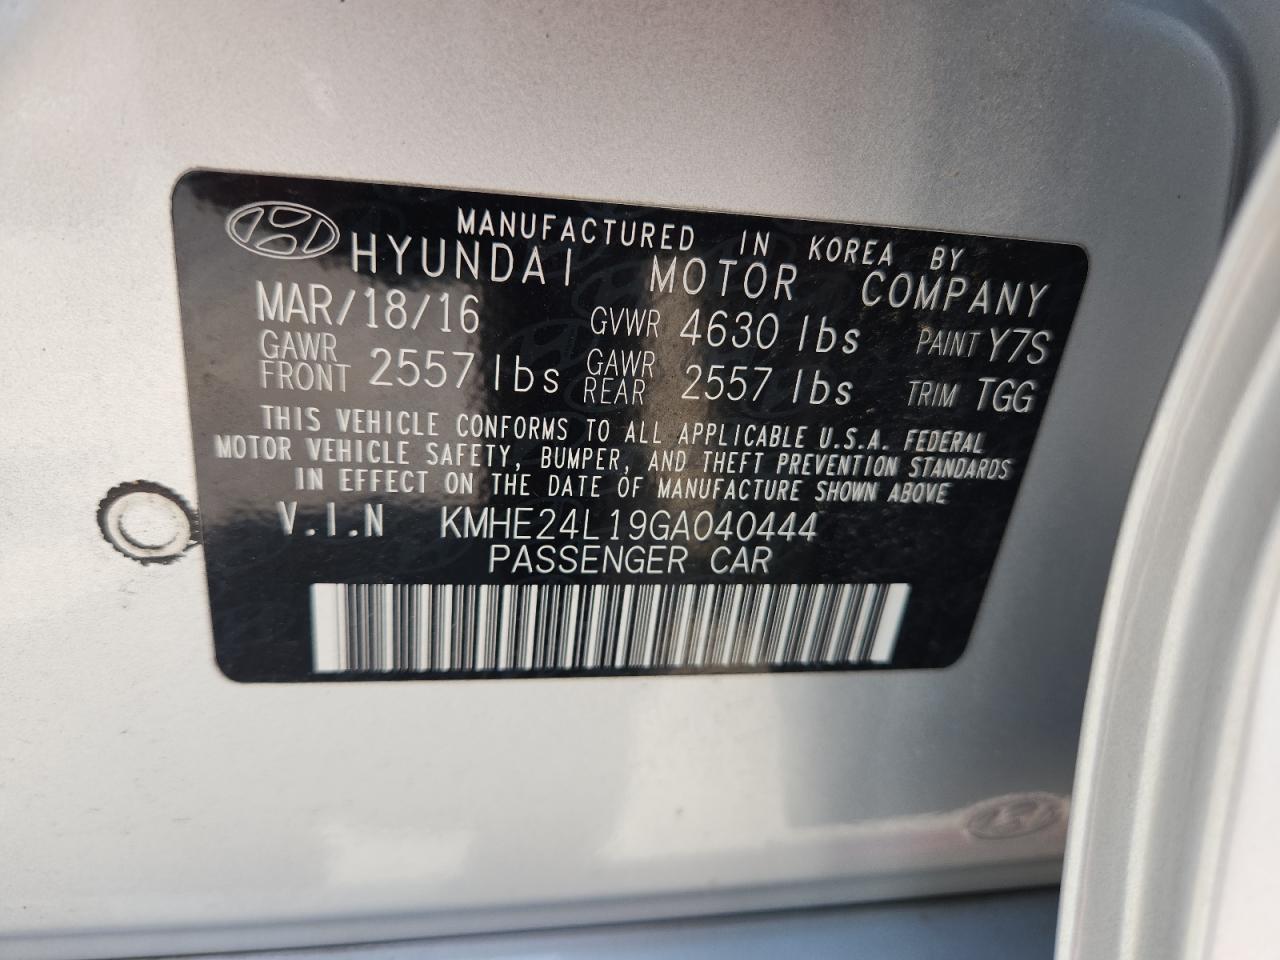 MANUFACTURED IN KOREA BY
HYUNDAI MOTOR COMPANY
MAR/18/16 GVWR 4630 lbs PAINT Y7S
GAWR FRONT 2557 lbs GAWR REAR 2557 lbs TRIM TGG
THIS VEHICLE CONFORMS TO ALL APPLICABLE U.S.A. FEDERAL
MOTOR VEHICLE SAFETY, BUMPER, AND THEFT PREVENTION STANDARDS
IN EFFECT ON THE DATE OF MANUFACTURE SHOWN ABOVE
V.I.N KMHE24L19GA040444
PASSENGER CAR